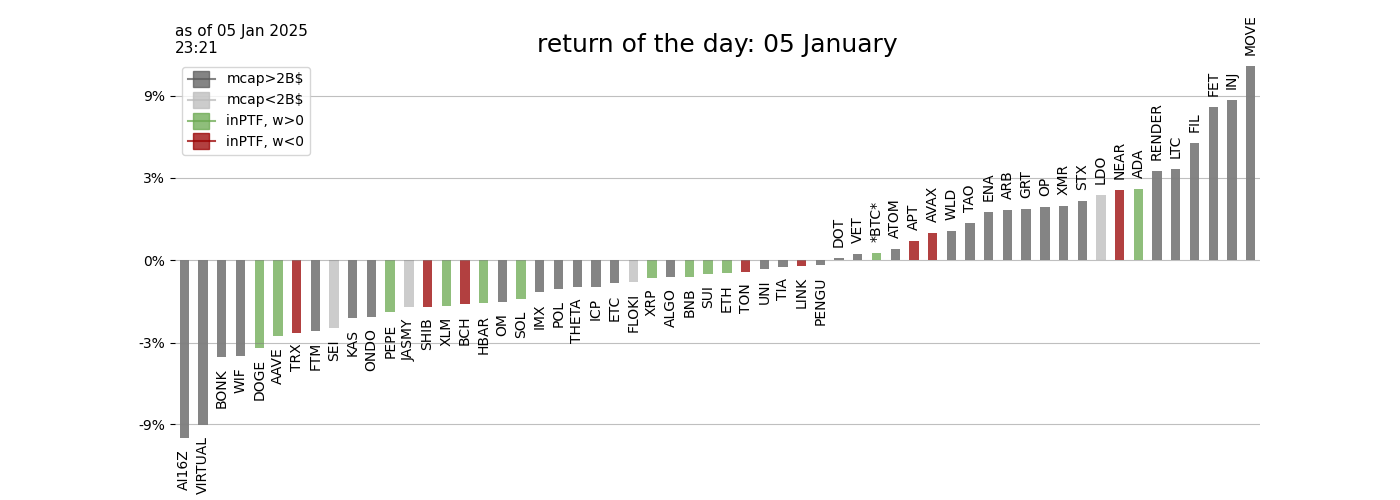 as of 05 Jan 2025
23:21
return of the day: 05 January
mcap>2B$
mcap<2B$
inPTF, w>0
inPTF, w<0
9%
3%
0%
-3%
-9%
AI16Z
VIRTUAL
BONK
WIF
DOGE
AAVE
TRX
FTM
SEI
KAS
ONDO
PEPE
JASMY
SHIB
XLM
BCH
HBAR
OM
SOL
IMX
POL
THETA
ICP
ETC
FLOKI
XRP
ALGO
BNB
SUI
ETH
TON
UNI
TIA
LINK
PENGU
DOT
VET
*BTC*
ATOM
APT
AVAX
WLD
TAO
ENA
ARB
GRT
OP
XMR
STX
LDO
NEAR
ADA
RENDER
LTC
FIL
FET
INJ
MOVE